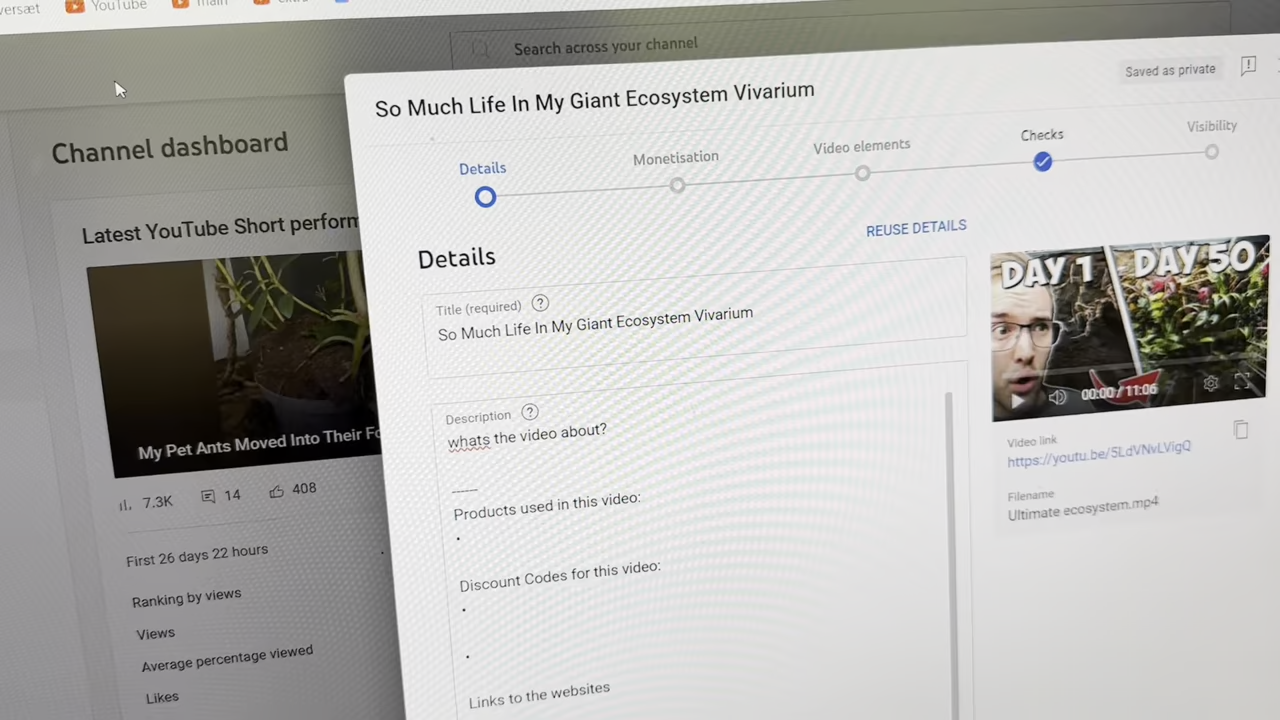 YouTube
main
Search across your channel
Saved as private
So Much Life In My Giant Ecosystem Vivarium
Channel dashboard
Details
Monetisation
Video elements
Checks
Visibility
Latest YouTube Short perform
REUSE DETAILS
Details
Title (required) ?
So Much Life In My Giant Ecosystem Vivarium
DAY 1
DAY 50
00:00 / 11:06
Description ?
whats the video about?
------
Products used in this video:
•
Discount Codes for this video:
•
•
Links to the websites
Video link
https://youtu.be/5LdVNvLVigQ
Filename
Ultimate ecosystem.mp4
My Pet Ants Moved Into Their Fo
7.3K
14
408
First 26 days 22 hours
Ranking by views
Views
Average percentage viewed
Likes